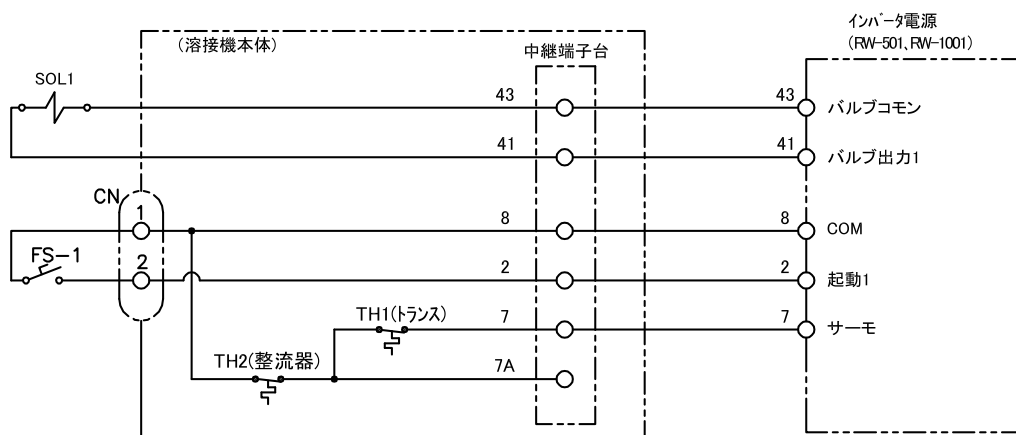 インバータ電源
(RW-501、RW-1001)
(溶接機本体)
中継端子台
SOL1
43
43
バルブコモン
41
41
バルブ出力1
CN
1
8
8
COM
FS-1
2
2
2
起動1
TH1(トランス)
7
7
サーモ
TH2(整流器)
7A